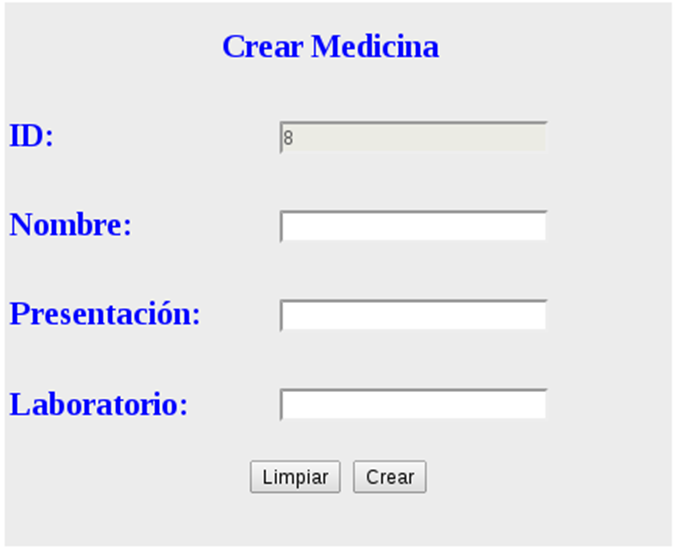 Crear Medicina
ID: 8
Nombre:
Presentación:
Laboratorio:
Limpiar Crear